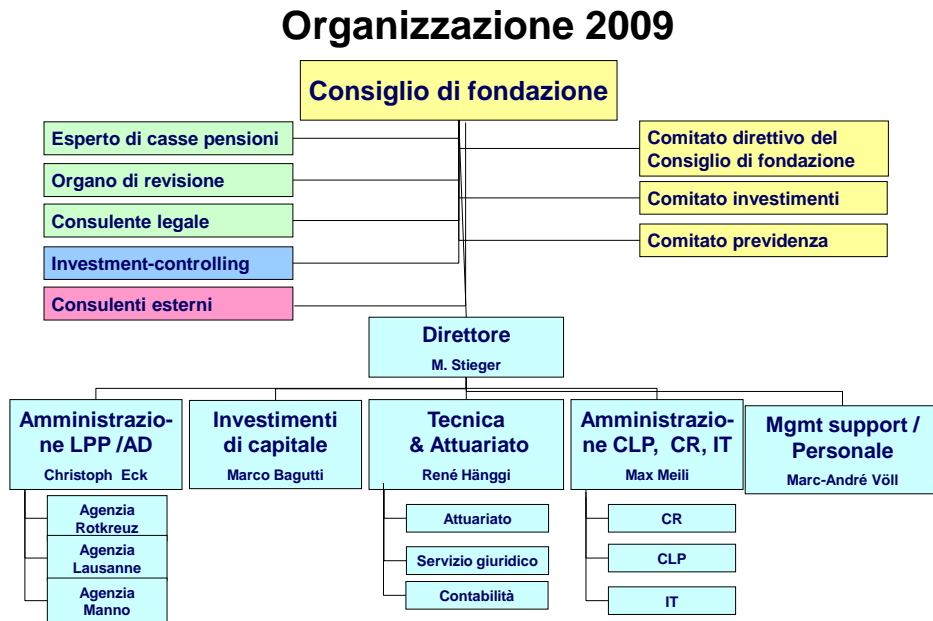 Organizzazione 2009
Consiglio di fondazione
Esperto di casse pensioni
Organo di revisione
Consulente legale
Investment-controlling
Consulenti esterni
Comitato direttivo del
Consiglio di fondazione
Comitato investimenti
Comitato previdenza
Direttore
M. Stieger
Amministrazio-
ne LPP /AD
Christoph Eck
Agenzia
Rotkreuz
Agenzia
Lausanne
Agenzia
Manno
Investimenti
di capitale
Marco Bagutti
Tecnica
& Attuariato
René Hänggi
Attuariato
Servizio giuridico
Contabilità
Amministrazio-
ne CLP, CR, IT
Max Meili
CR
CLP
IT
Mgmt support /
Personale
Marc-André Völl